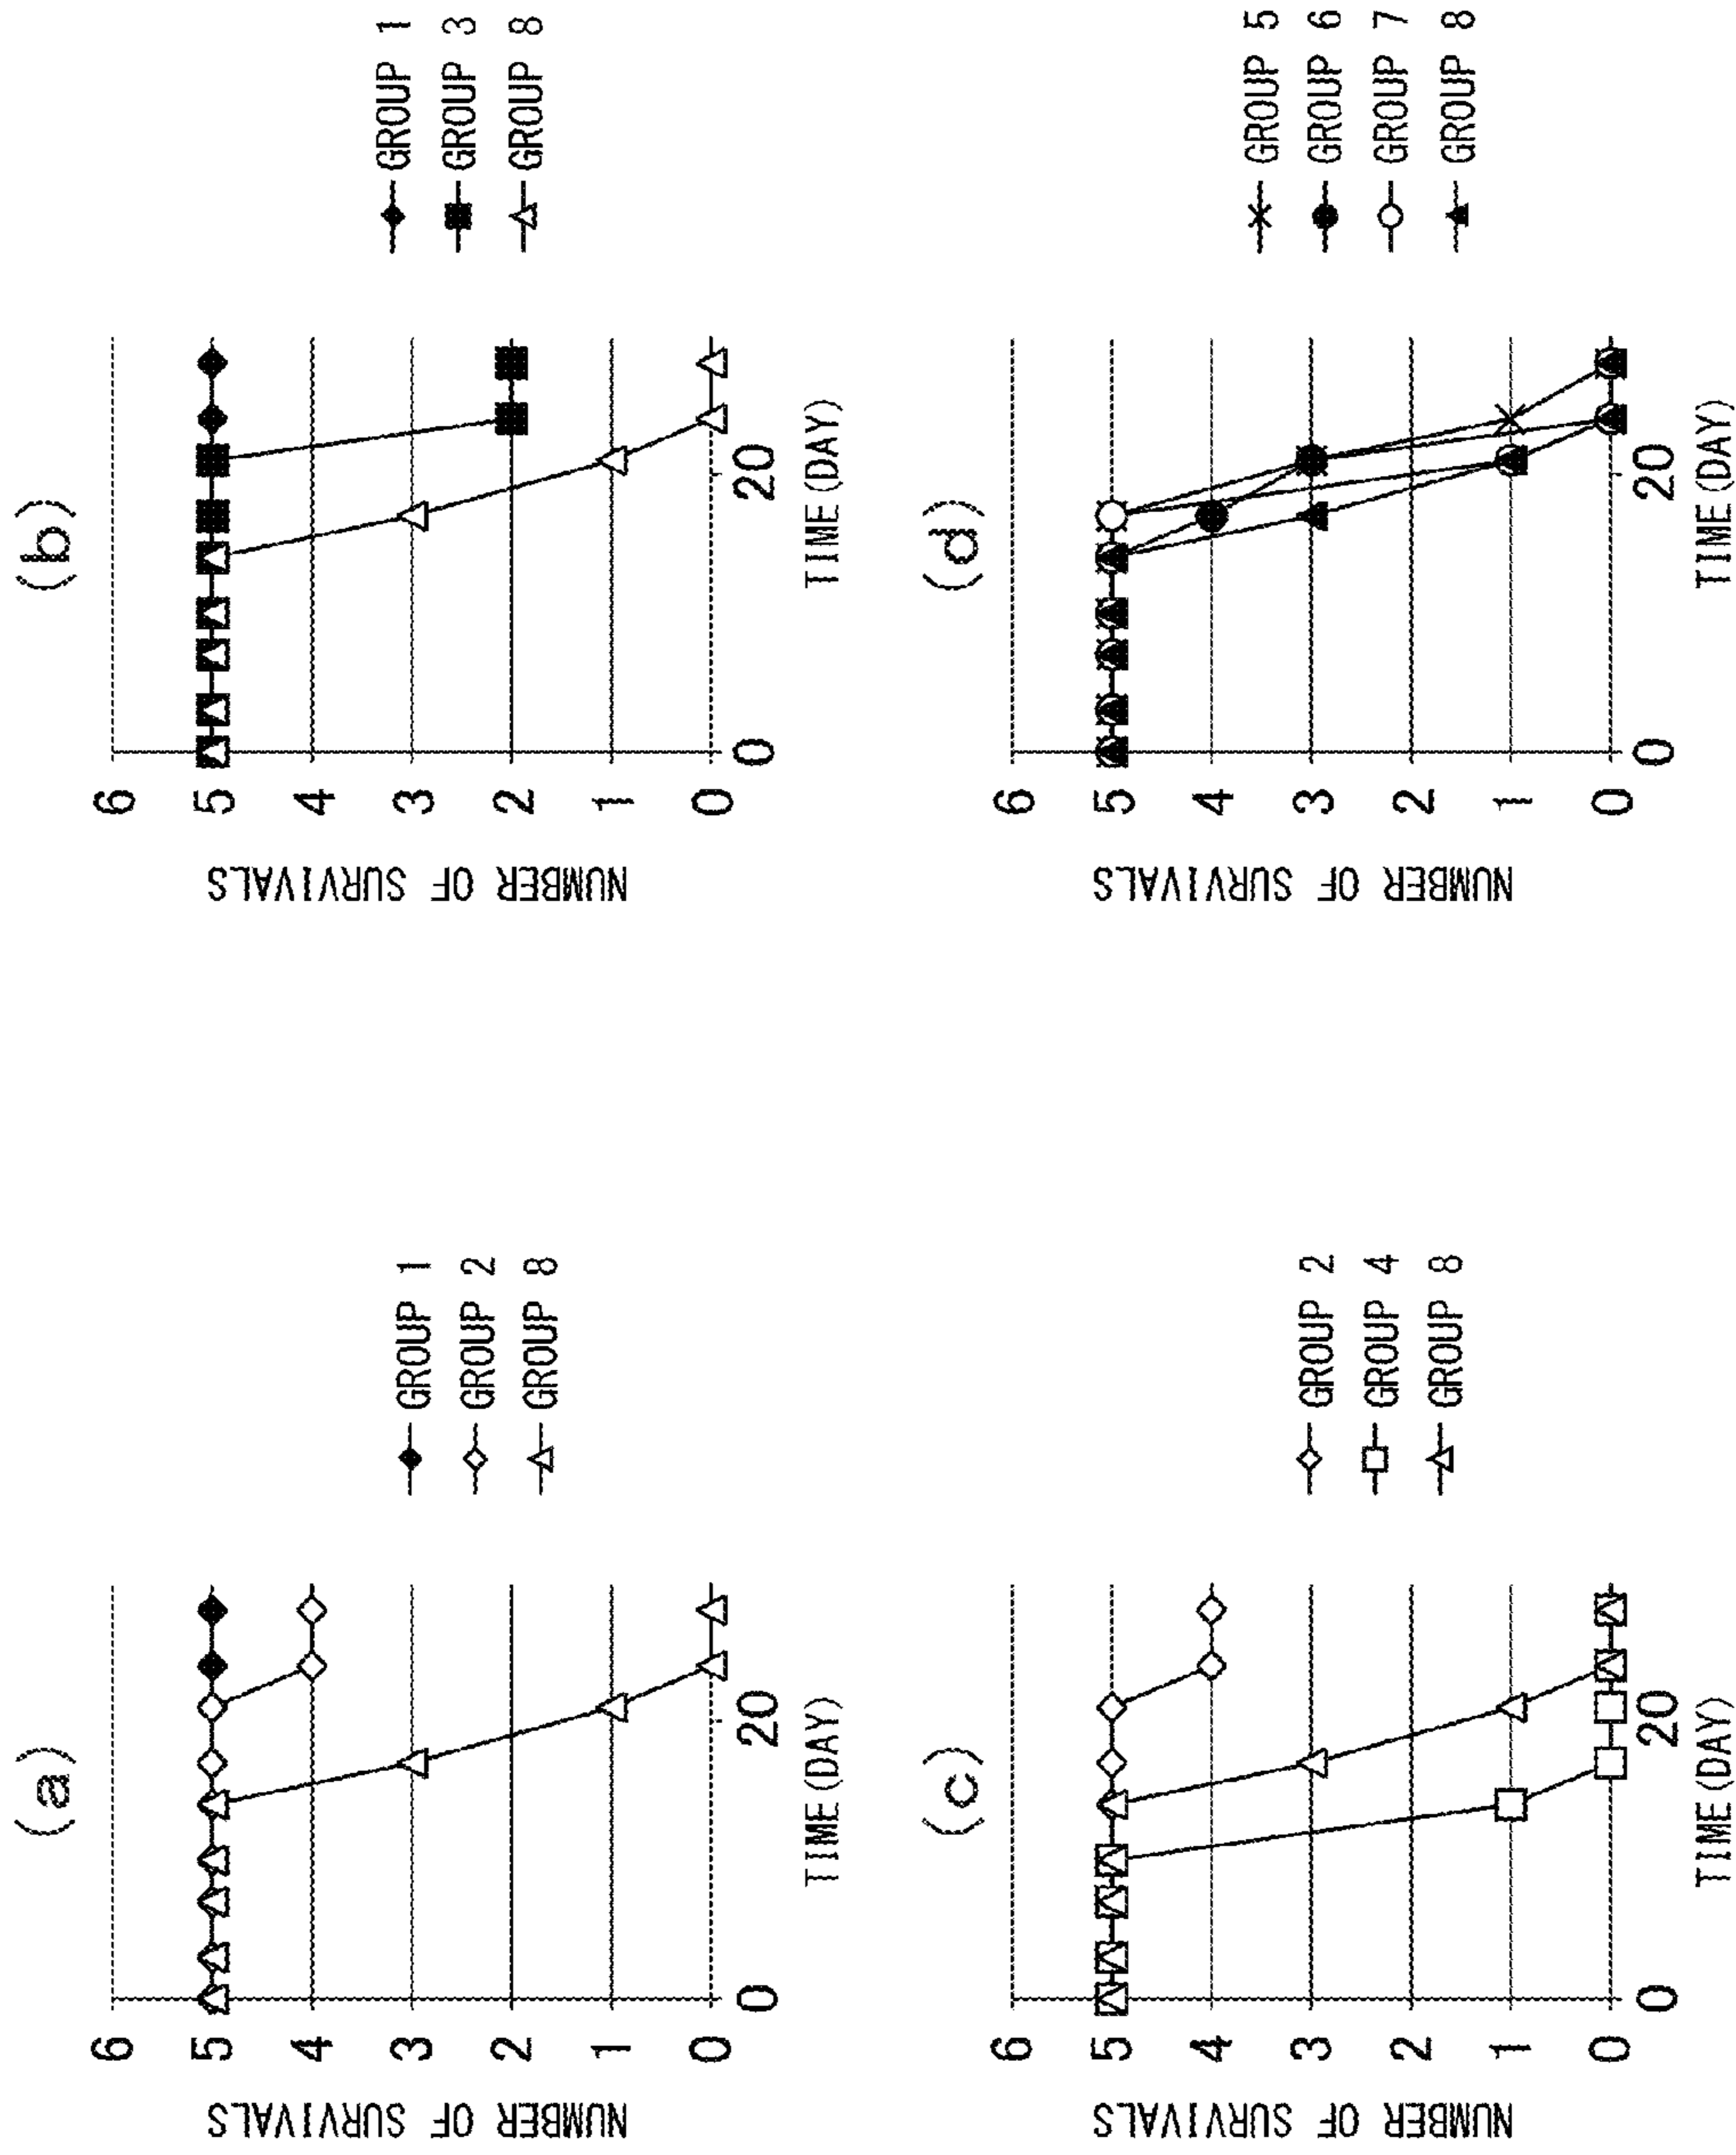 (a)
NUMBER OF SURVIVALS
6
5
4
3
2
1
0
0
20
TIME (DAY)
GROUP 1
GROUP 2
GROUP 8
(b)
NUMBER OF SURVIVALS
6
5
4
3
2
1
0
0
20
TIME (DAY)
GROUP 1
GROUP 3
GROUP 8
(c)
NUMBER OF SURVIVALS
6
5
4
3
2
1
0
0
20
TIME (DAY)
GROUP 2
GROUP 4
GROUP 8
(d)
NUMBER OF SURVIVALS
6
5
4
3
2
1
0
0
20
TIME (DAY)
GROUP 5
GROUP 6
GROUP 7
GROUP 8